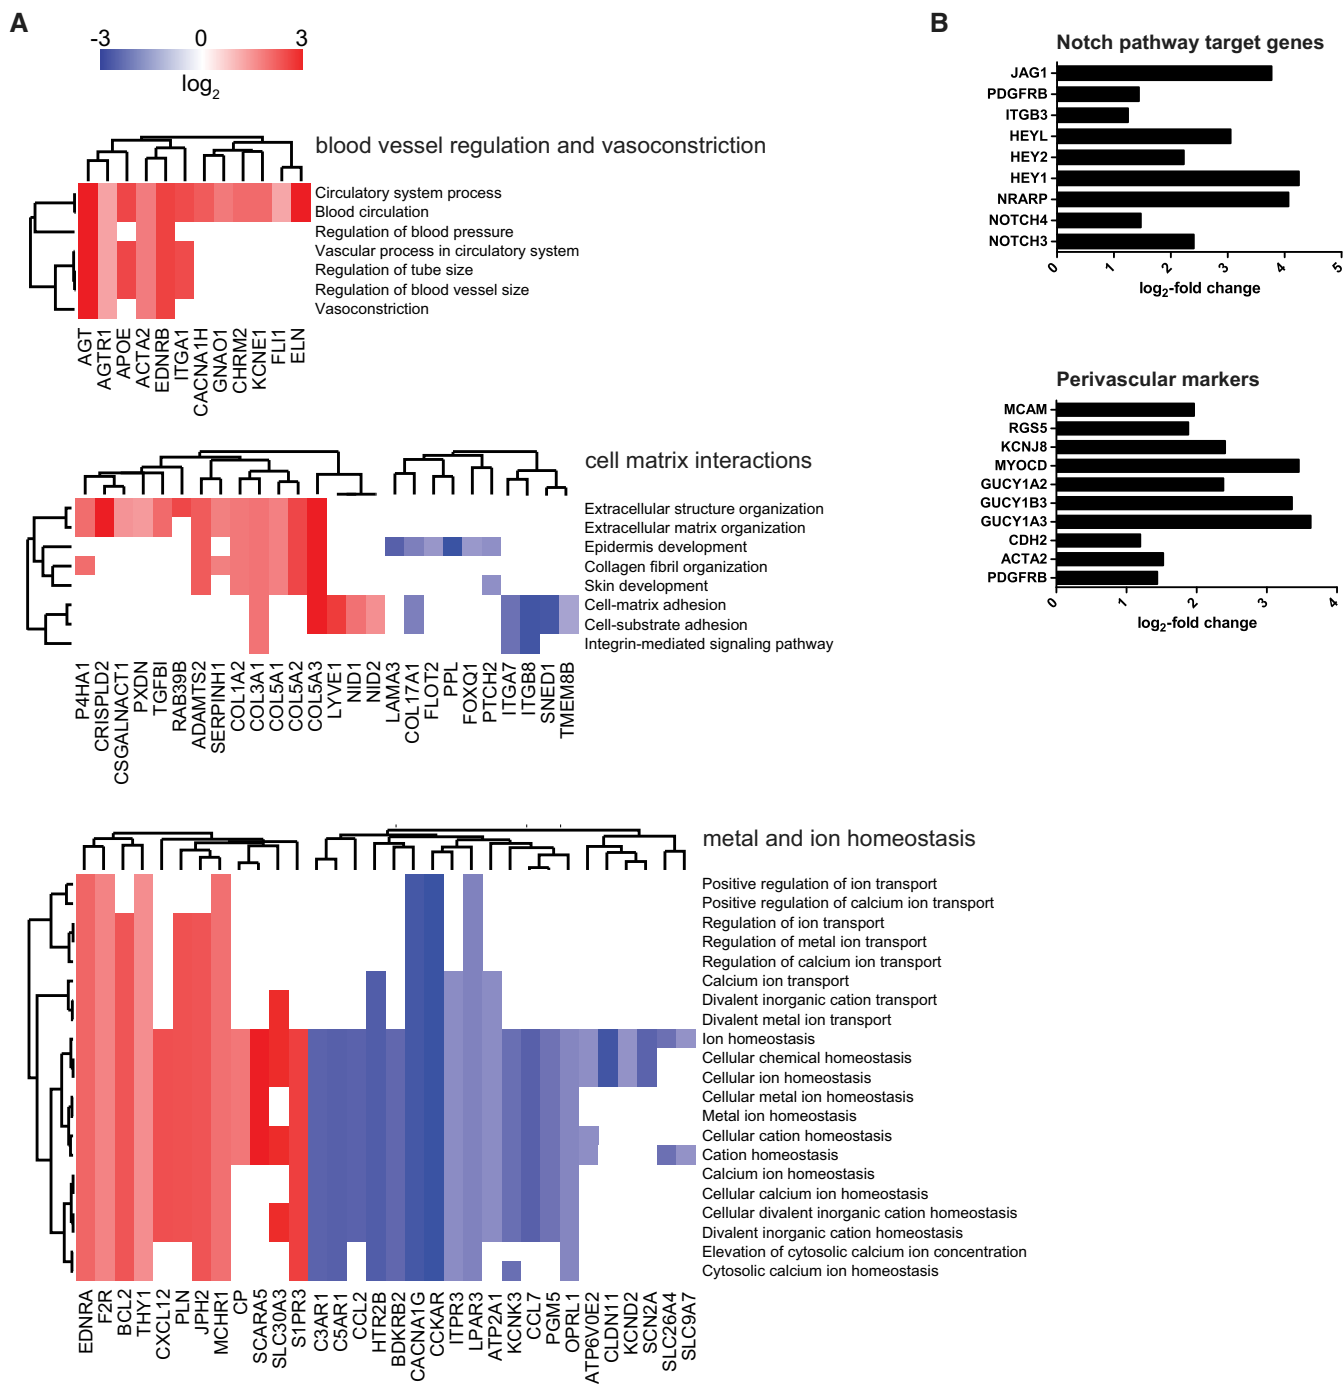 A
-3 0 3
log2
blood vessel regulation and vasoconstriction
Circulatory system process
Blood circulation
Regulation of blood pressure
Vascular process in circulatory system
Regulation of tube size
Regulation of blood vessel size
Vasoconstriction
AGT
AGTR1
APOE
ACTA2
EDNRB
ITGA1
CACNA1H
GNAO1
CHRM2
KCNE1
FLI1
ELN
cell matrix interactions
Extracellular structure organization
Extracellular matrix organization
Epidermis development
Collagen fibril organization
Skin development
Cell-matrix adhesion
Cell-substrate adhesion
Integrin-mediated signaling pathway
P4HA1
CRISPLD2
CSGALNACT1
PXDN
TGFBI
RAB39B
ADAMTS2
SERPINH1
COL1A2
COL3A1
COL5A1
COL5A2
COL5A3
LYVE1
NID1
NID2
LAMA3
COL17A1
FLOT2
PPL
FOXQ1
PTCH2
ITGA7
ITGB8
SNED1
TMEM8B
metal and ion homeostasis
Positive regulation of ion transport
Positive regulation of calcium ion transport
Regulation of ion transport
Regulation of metal ion transport
Regulation of calcium ion transport
Calcium ion transport
Divalent inorganic cation transport
Divalent metal ion transport
Ion homeostasis
Cellular chemical homeostasis
Cellular ion homeostasis
Cellular metal ion homeostasis
Metal ion homeostasis
Cellular cation homeostasis
Cation homeostasis
Calcium ion homeostasis
Cellular calcium ion homeostasis
Cellular divalent inorganic cation homeostasis
Divalent inorganic cation homeostasis
Elevation of cytosolic calcium ion concentration
Cytosolic calcium ion homeostasis
EDNRA
F2R
BCL2
THY1
CXCL12
PLN
JPH2
MCHR1
CP
SCARA5
SLC30A3
S1PR3
C3AR1
C5AR1
CCL2
HTR2B
BDKRB2
CACNA1G
CCKAR
ITPR3
LPAR3
ATP2A1
KCNK3
CCL7
PGM5
OPRL1
ATP6V0E2
CLDN11
KCND2
SCN2A
SLC26A4
SLC9A7
B
Notch pathway target genes
JAG1
PDGFRB
ITGB3
HEYL
HEY2
HEY1
NRARP
NOTCH4
NOTCH3
0 1 2 3 4 5
log2-fold change
Perivascular markers
MCAM
RGS5
KCNJ8
MYOCD
GUCY1A2
GUCY1B3
GUCY1A3
CDH2
ACTA2
PDGFRB
0 1 2 3 4
log2-fold change